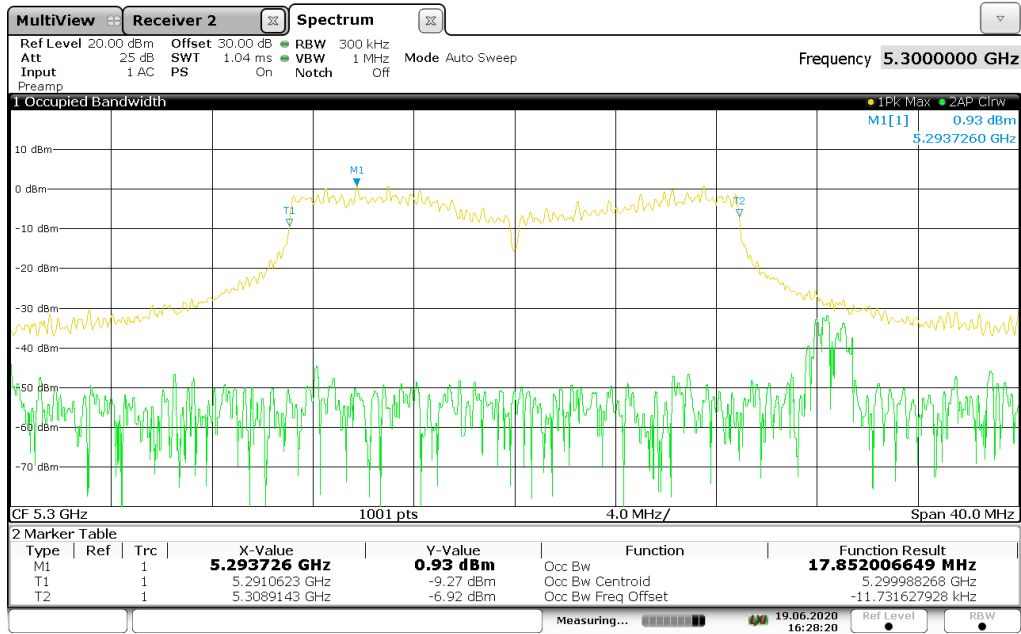 MultiView Receiver 2 Spectrum
Ref Level 20.00 dBm Offset 30.00 dB RBW 300 kHz
Att 25 dB SWT 1.04 ms VBW 1 MHz Mode Auto Sweep
Input 1 AC PS On Notch Off
Preamp
Frequency 5.3000000 GHz
1 Occupied Bandwidth 1Pk Max 2AP Clrw
M1[1] 0.93 dBm
5.2937260 GHz
10 dBm
M1
0 dBm
T1 T2
-10 dBm
-20 dBm
-30 dBm
-40 dBm
-50 dBm
-60 dBm
-70 dBm
CF 5.3 GHz 1001 pts 4.0 MHz/ Span 40.0 MHz
2 Marker Table
Type Ref Trc X-Value Y-Value Function Function Result
M1 1 5.293726 GHz 0.93 dBm Occ Bw 17.852006649 MHz
T1 1 5.2910623 GHz -9.27 dBm Occ Bw Centroid 5.299988268 GHz
T2 1 5.3089143 GHz -6.92 dBm Occ Bw Freq Offset -11.731627928 kHz
Measuring... LXI 19.06.2020 Ref Level RBW
16:28:20